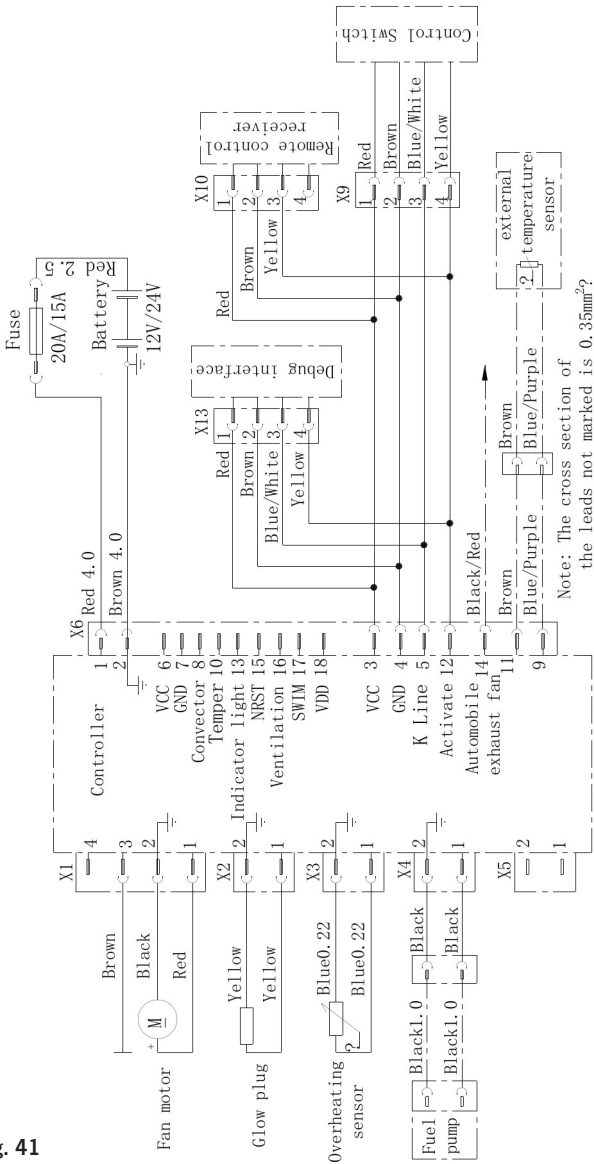 Fuse
20A/15A
Red 2.5
Battery
12V/24V
Red 4.0
Brown 4.0
X10
1
2
3
4
Remote control
receiver
Red
Brown
Yellow
X9
1
2
3
4
Red
Brown
Blue/White
Yellow
Control Switch
X13
1
2
3
4
Debug interface
Red
Brown
Blue/White
Yellow
external
temperature
sensor
?
Brown
Blue/Purple
Black/Red
Brown
Blue/Purple
Note: The cross section of
the leads not marked is 0.35mm²?
X6
1
2
6
7
8
10
13
15
16
17
18
3
4
5
12
14
11
9
Controller
VCC
GND
Convector
Temper
Indicator light
NRST
Ventilation
SWIM
VDD
VCC
GND
K Line
Activate
Automobile
exhaust fan
X1
4
3
2
1
X2
2
1
X3
2
1
X4
2
1
X5
2
1
Brown
Black
Red
+
M
Fan motor
Yellow
Yellow
Glow plug
Blue0.22
Blue0.22
?
Overheating
sensor
Black
Black
Black1.0
Black1.0
Fuel
pump
g. 41